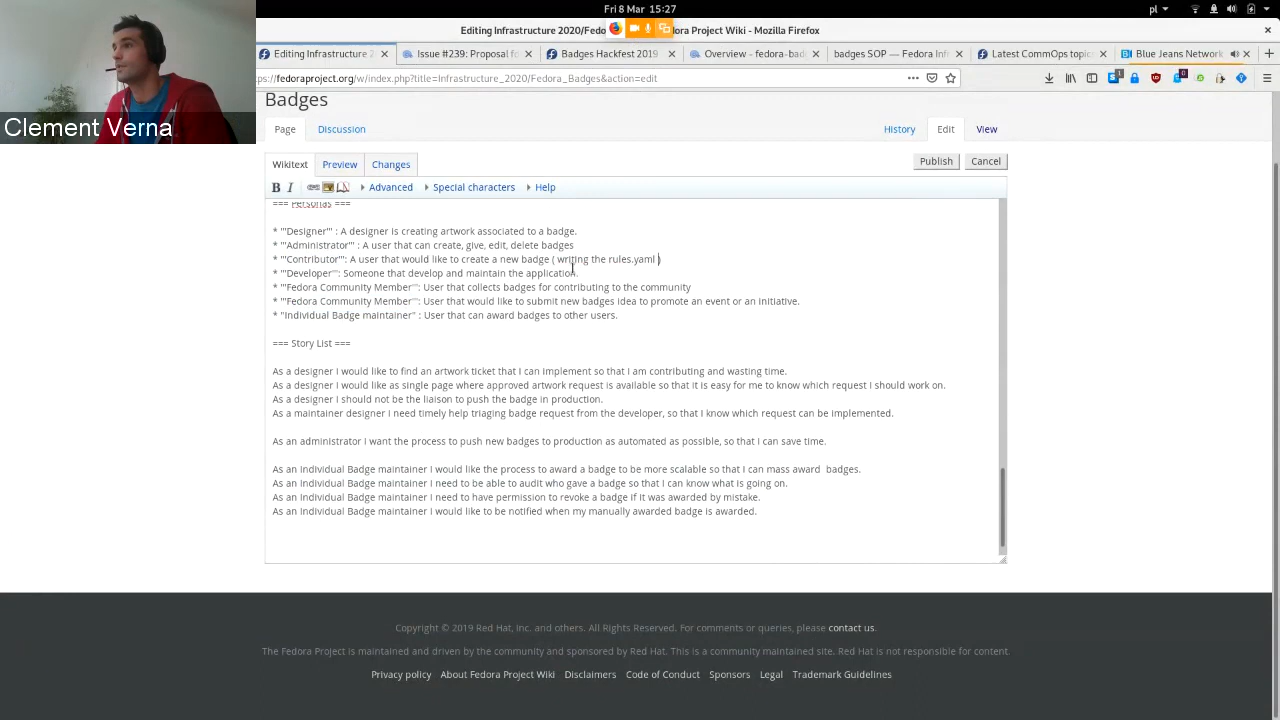 Fri 8 Mar 15:27
pl
Clement Verna
Editing Infrastructure 2020/Fedo
ora Project Wiki - Mozilla Firefox
Editing Infrastructure 2020
Issue #239: Proposal fo
Badges Hackfest 2019
Overview - fedora-bad
badges SOP — Fedora Inf
Latest CommOps topic
Blue Jeans Network
ps://fedoraproject.org/w/index.php?title=Infrastructure_2020/Fedora_Badges&action=edit
1
0
Badges
Page
Discussion
History
Edit
View
Wikitext
Preview
Changes
Publish
Cancel
B I
Advanced
Special characters
Help
=== Personas ===
* '''Designer''' : A designer is creating artwork associated to a badge.
* '''Administrator''' : A user that can create, give, edit, delete badges
* '''Contributor''': A user that would like to create a new badge ( writing the rules.yaml )
* '''Developer''': Someone that develop and maintain the application.
* '''Fedora Community Member''': User that collects badges for contributing to the community
* '''Fedora Community Member''': User that would like to submit new badges idea to promote an event or an initiative.
* "Individual Badge maintainer" : User that can award badges to other users.
=== Story List ===
As a designer I would like to find an artwork ticket that I can implement so that I am contributing and wasting time.
As a designer I would like as single page where approved artwork request is available so that it is easy for me to know which request I should work on.
As a designer I should not be the liaison to push the badge in production.
As a maintainer designer I need timely help triaging badge request from the developer, so that I know which request can be implemented.
As an administrator I want the process to push new badges to production as automated as possible, so that I can save time.
As an Individual Badge maintainer I would like the process to award a badge to be more scalable so that I can mass award  badges.
As an Individual Badge maintainer I need to be able to audit who gave a badge so that I can know what is going on.
As an Individual Badge maintainer I need to have permission to revoke a badge if it was awarded by mistake.
As an Individual Badge maintainer I would like to be notified when my manually awarded badge is awarded.
Copyright © 2019 Red Hat, Inc. and others. All Rights Reserved. For comments or queries, please contact us.
The Fedora Project is maintained and driven by the community and sponsored by Red Hat. This is a community maintained site. Red Hat is not responsible for content.
Privacy policy
About Fedora Project Wiki
Disclaimers
Code of Conduct
Sponsors
Legal
Trademark Guidelines